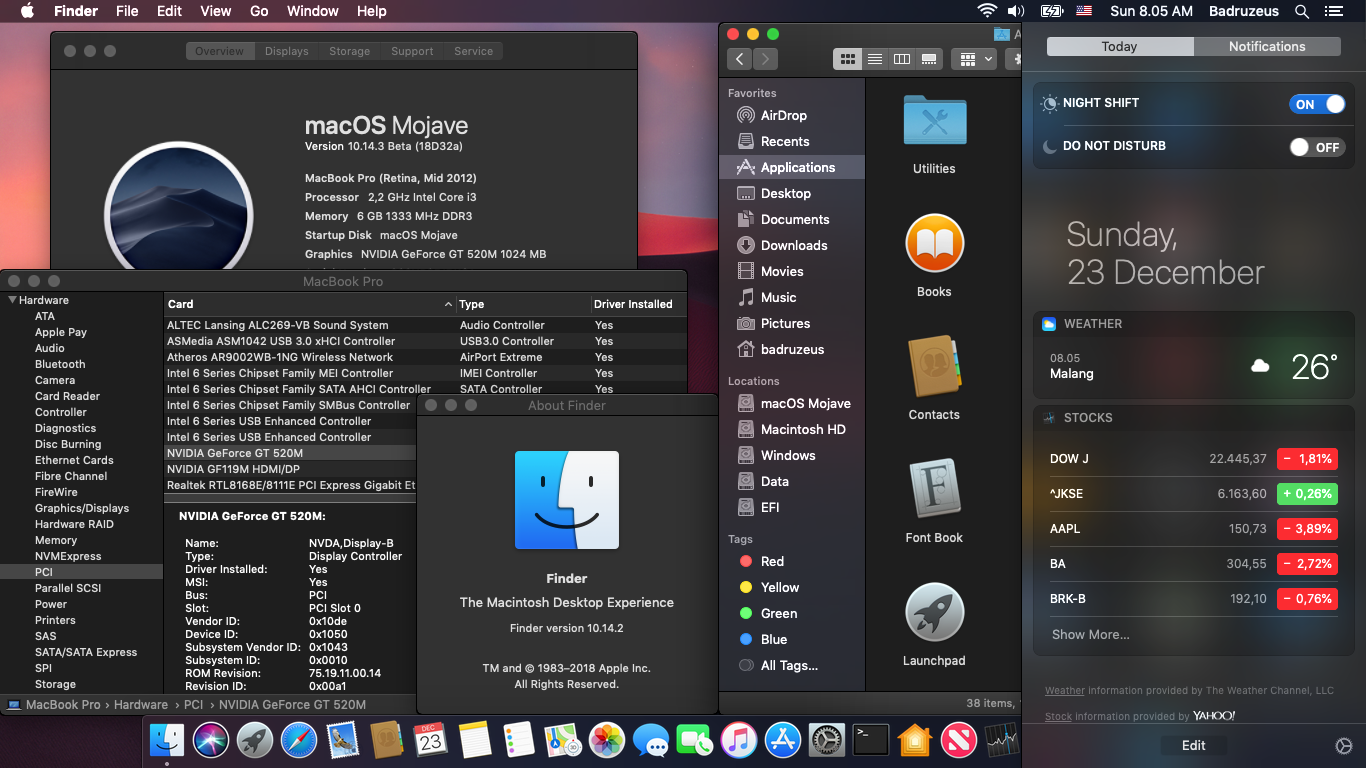 Finder File Edit View Go Window Help
Sun 8.05 AM Badruzeus
Overview Displays Storage Support Service
macOS Mojave
Version 10.14.3 Beta (18D32a)
MacBook Pro (Retina, Mid 2012)
Processor 2,2 GHz Intel Core i3
Memory 6 GB 1333 MHz DDR3
Startup Disk macOS Mojave
Graphics NVIDIA GeForce GT 520M 1024 MB
MacBook Pro
Hardware
ATA
Apple Pay
Audio
Bluetooth
Camera
Card Reader
Controller
Diagnostics
Disc Burning
Ethernet Cards
Fibre Channel
FireWire
Graphics/Displays
Hardware RAID
Memory
NVMExpress
PCI
Parallel SCSI
Power
Printers
SAS
SATA/SATA Express
SPI
Storage
Card Type Driver Installed
ALTEC Lansing ALC269-VB Sound System Audio Controller Yes
ASMedia ASM1042 USB 3.0 xHCI Controller USB3.0 Controller Yes
Atheros AR9002WB-1NG Wireless Network AirPort Extreme Yes
Intel 6 Series Chipset Family MEI Controller IMEI Controller Yes
Intel 6 Series Chipset Family SATA AHCI Controller SATA Controller Yes
Intel 6 Series Chipset Family SMBus Controller
Intel 6 Series USB Enhanced Controller
Intel 6 Series USB Enhanced Controller
NVIDIA GeForce GT 520M
NVIDIA GF119M HDMI/DP
Realtek RTL8168E/8111E PCI Express Gigabit Et
NVIDIA GeForce GT 520M:
Name: NVDA,Display-B
Type: Display Controller
Driver Installed: Yes
MSI: Yes
Bus: PCI
Slot: PCI Slot 0
Vendor ID: 0x10de
Device ID: 0x1050
Subsystem Vendor ID: 0x1043
Subsystem ID: 0x0010
ROM Revision: 75.19.11.00.14
Revision ID: 0x00a1
MacBook Pro › Hardware › PCI › NVIDIA GeForce GT 520M
About Finder
Finder
The Macintosh Desktop Experience
Finder version 10.14.2
TM and © 1983–2018 Apple Inc.
All Rights Reserved.
Favorites
AirDrop
Recents
Applications
Desktop
Documents
Downloads
Movies
Music
Pictures
badruzeus
Locations
macOS Mojave
Macintosh HD
Windows
Data
EFI
Tags
Red
Yellow
Green
Blue
All Tags...
Utilities
Books
Contacts
Font Book
Launchpad
38 items,
Today Notifications
NIGHT SHIFT ON
DO NOT DISTURB OFF
Sunday,
23 December
WEATHER
08.05
Malang
26°
STOCKS
DOW J 22.445,37 − 1,81%
^JKSE 6.163,60 + 0,26%
AAPL 150,73 − 3,89%
BA 304,55 − 2,72%
BRK-B 192,10 − 0,76%
Show More...
Weather information provided by The Weather Channel, LLC
Stock information provided by YAHOO!
Edit
DEC
23